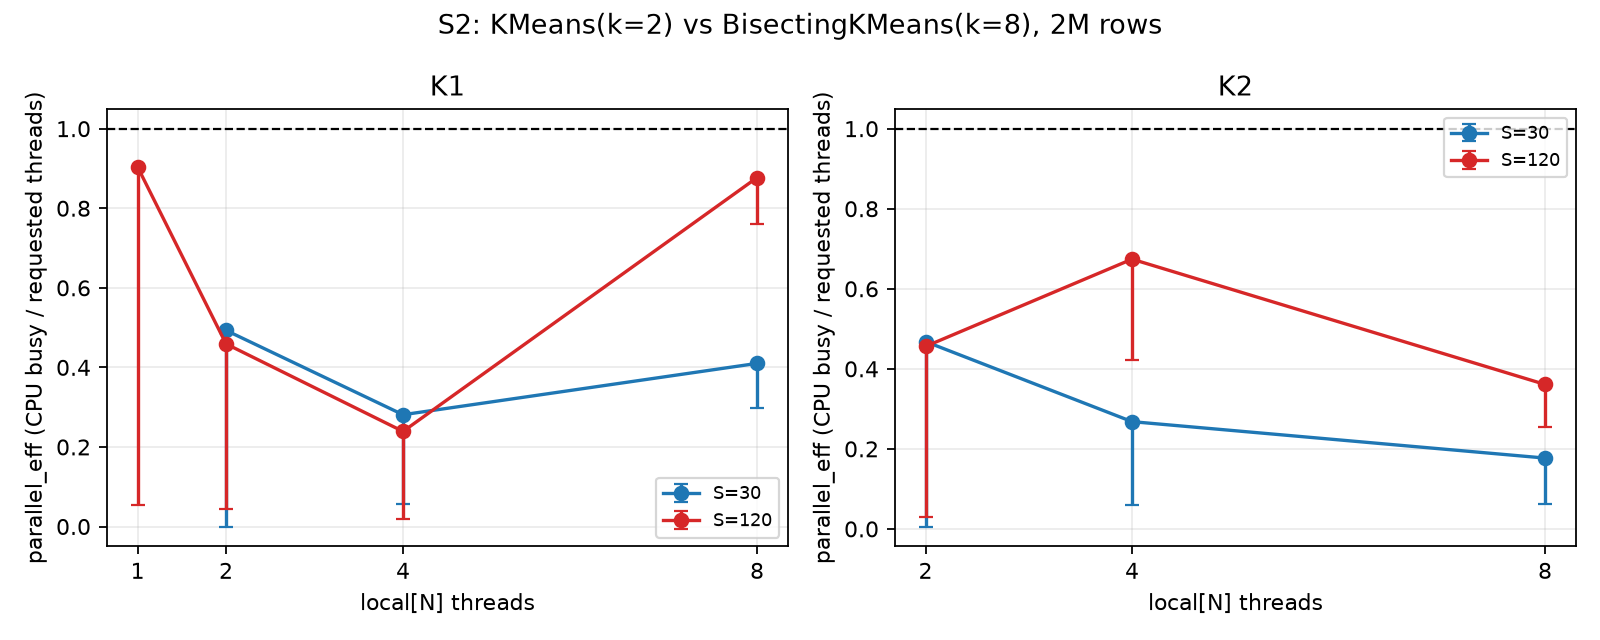 S2: KMeans(k=2) vs BisectingKMeans(k=8), 2M rows
K1
parallel_eff (CPU busy / requested threads)
1.0
0.8
0.6
0.4
0.2
0.0
S=30
S=120
1 2 4 8
local[N] threads
K2
parallel_eff (CPU busy / requested threads)
1.0
0.8
0.6
0.4
0.2
0.0
S=30
S=120
2 4 8
local[N] threads